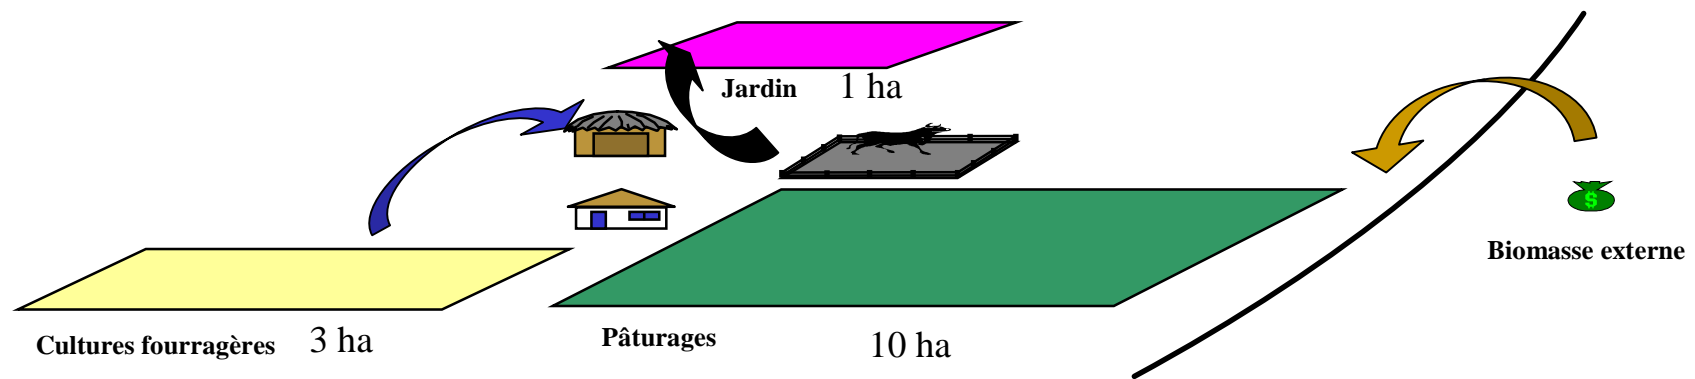 Jardin 1 ha
$
Biomasse externe
Cultures fourragères 3 ha
Pâturages 10 ha